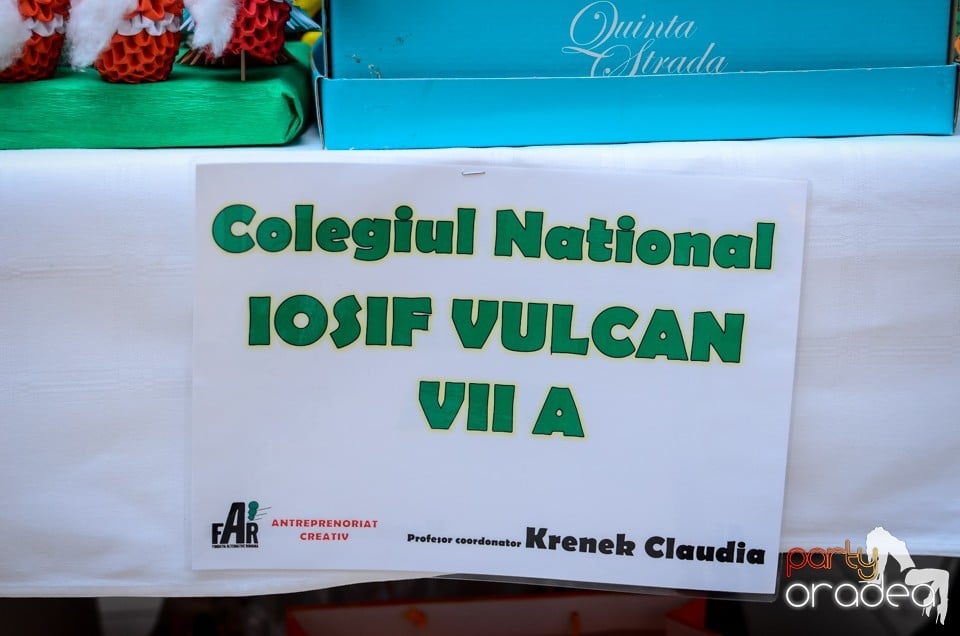 Quinta
Strada
Colegiul National
IOSIF VULCAN
VII A
FAR
ANTREPRENORIAT
CREATIV
Profesor coordonator Krenek Claudia
party
oradea